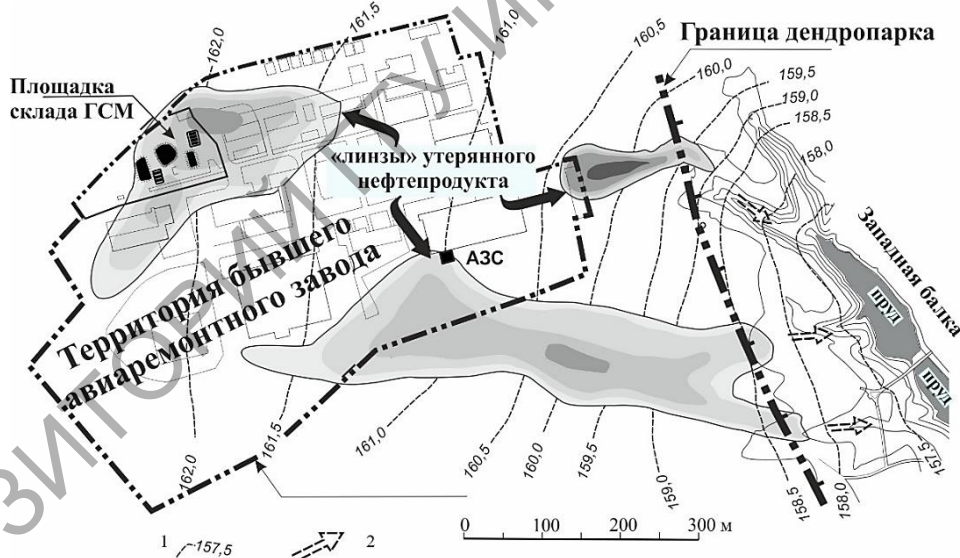 162,0
161,5
161,0
160,5
Граница дендропарка
160,0
159,5
159,0
158,5
158,0
Площадка
склада ГСМ
«линзы» утерянного
нефтепродукта
Западная балка
пруд
пруд
АЗС
Территория бывшего
авиаремонтного завода
162,0
161,5
161,0
160,5
160,0
159,5
159,0
158,5
158,0
157,5
0 100 200 300 м
1 157,5 2
ЗИТОРИЙ ГГУ И